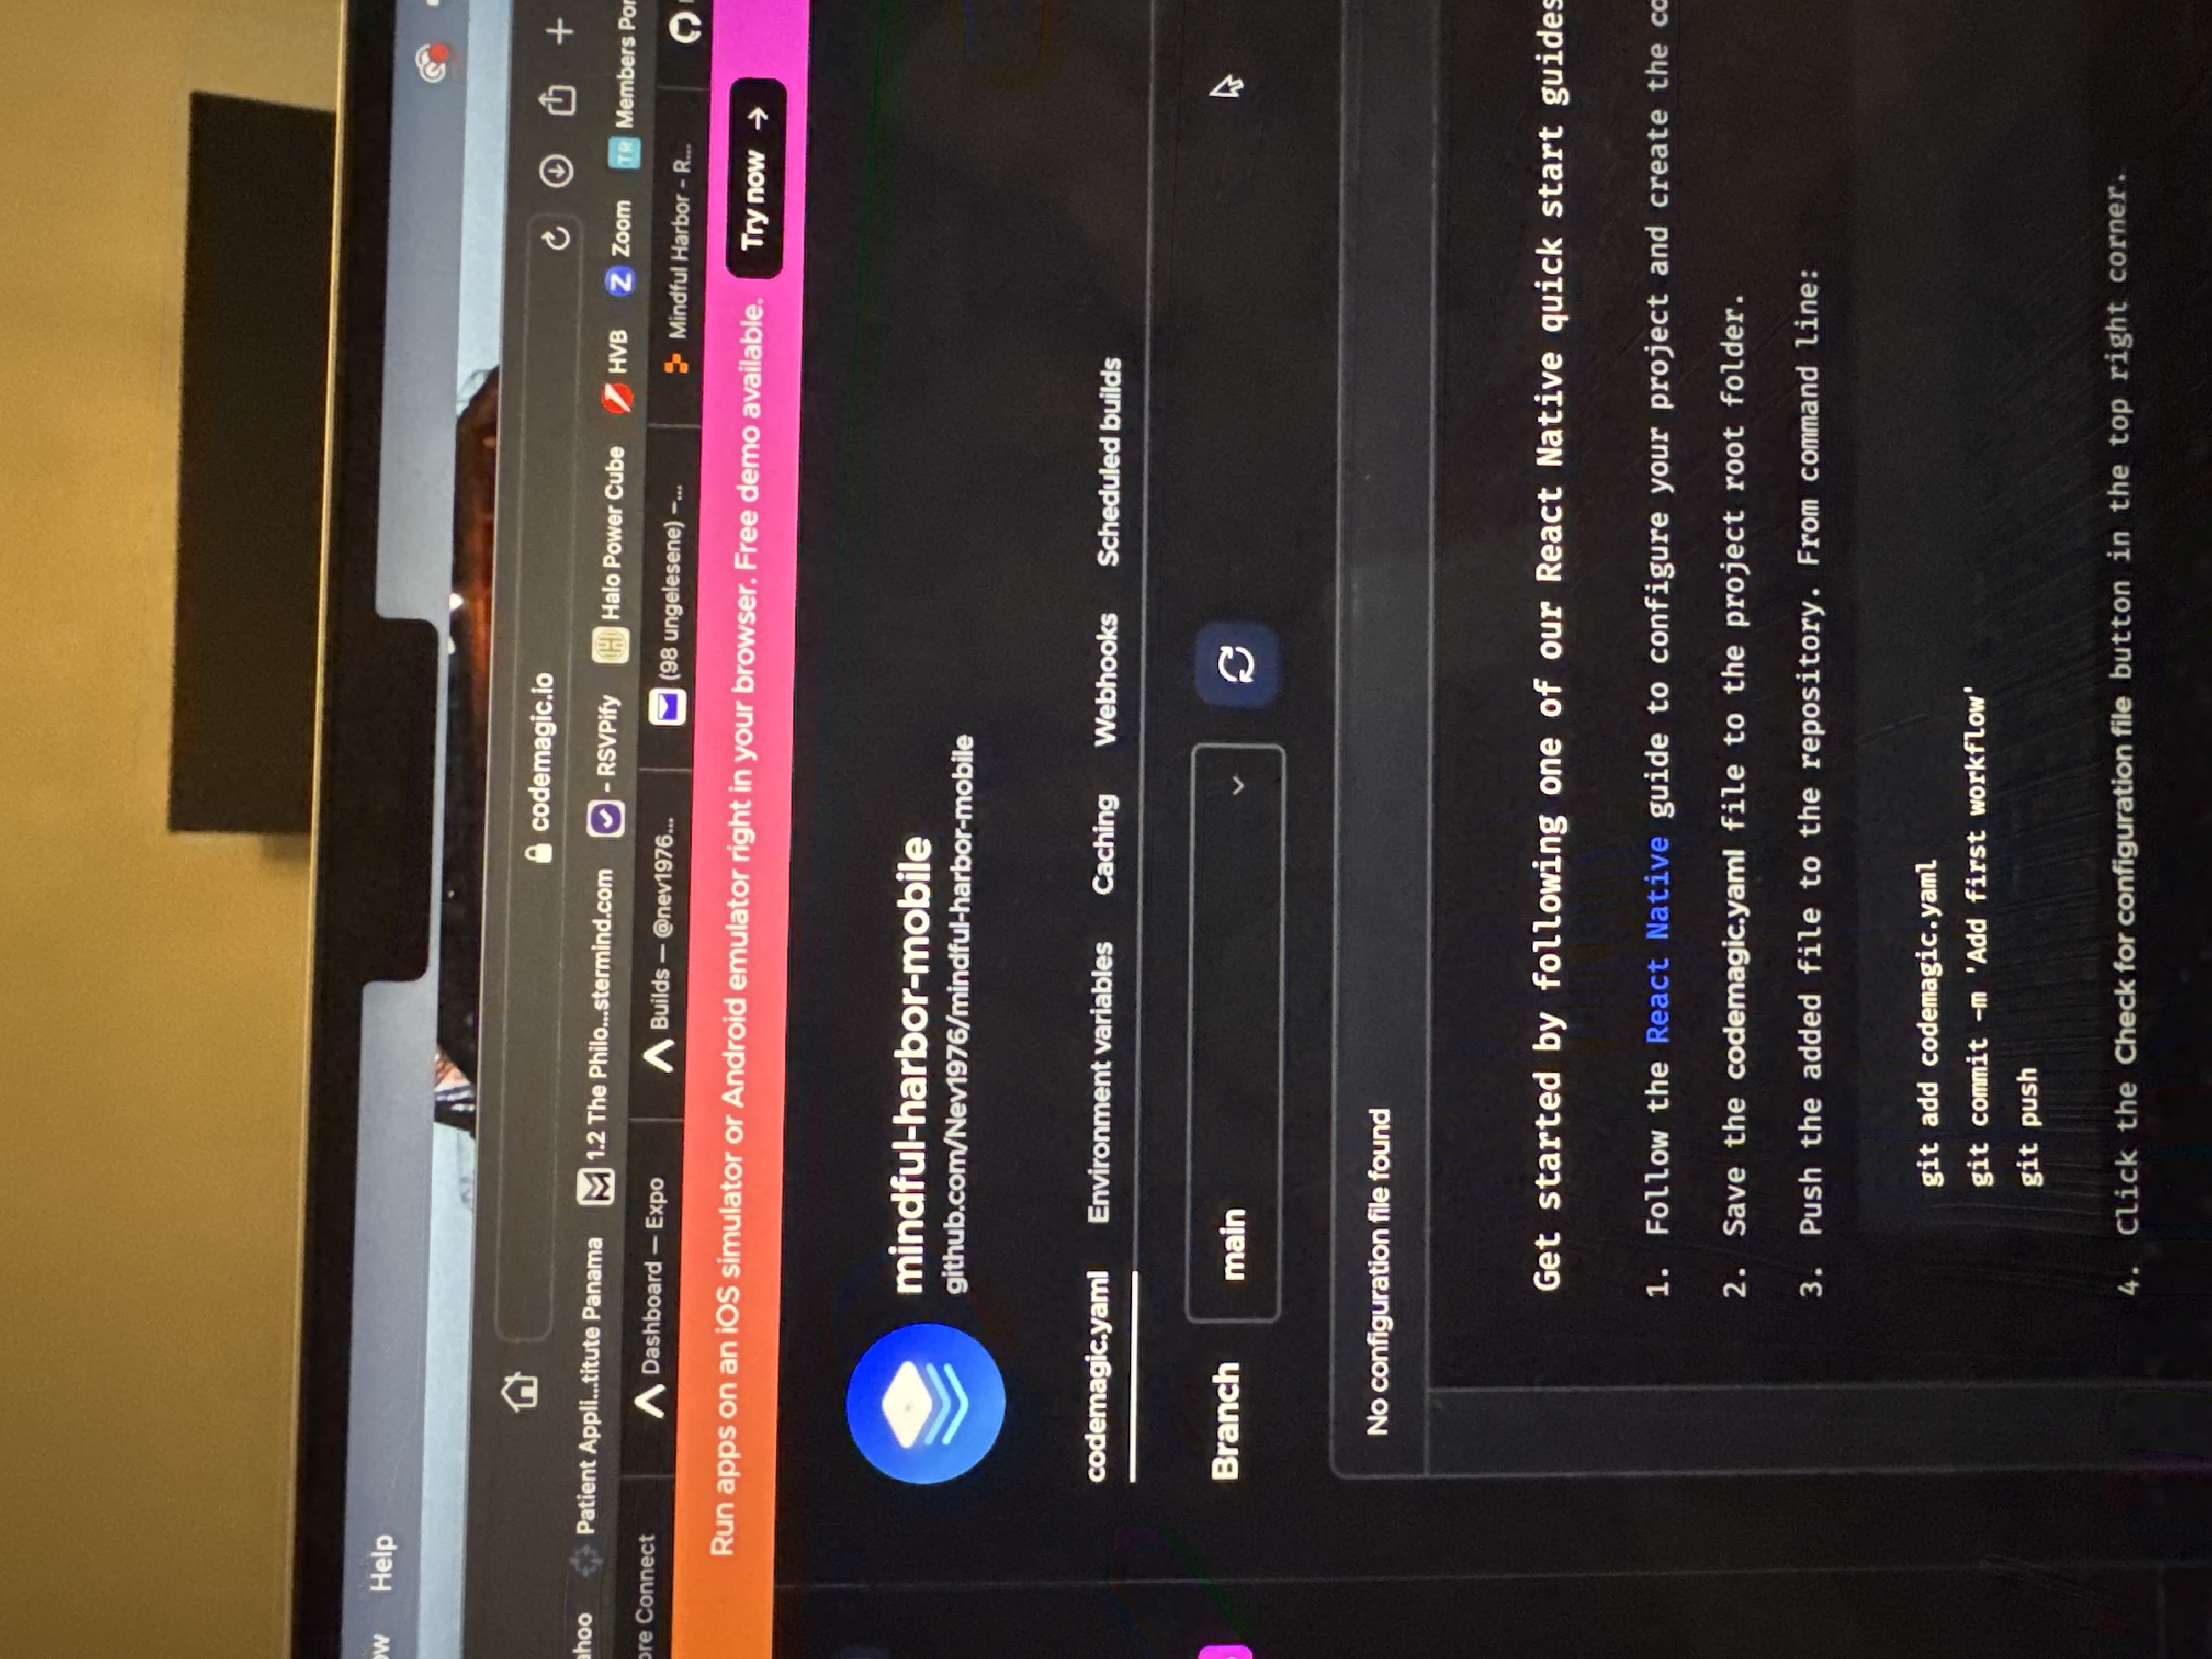 Help
codemagic.io
ahoo Patient Appli...titute Panama 1.2 The Philo...stermind.com - RSVPify Halo Power Cube HVB Zoom TR Members Por
ore Connect Dashboard — Expo Builds — @nev1976... (98 ungelesene) –... Mindful Harbor - R...
Run apps on an iOS simulator or Android emulator right in your browser. Free demo available. Try now →
mindful-harbor-mobile
github.com/Nev1976/mindful-harbor-mobile
codemagic.yaml Environment variables Caching Webhooks Scheduled builds
Branch main
No configuration file found
Get started by following one of our React Native quick start guides
1. Follow the React Native guide to configure your project and create the co
2. Save the codemagic.yaml file to the project root folder.
3. Push the added file to the repository. From command line:
git add codemagic.yaml
git commit -m 'Add first workflow'
git push
4. Click the Check for configuration file button in the top right corner.